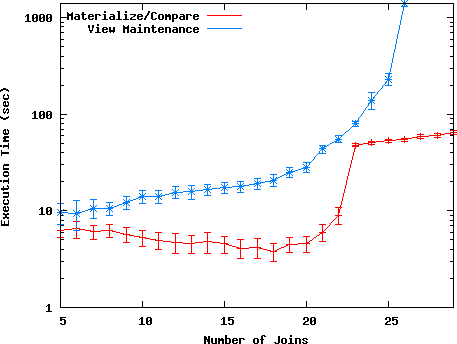 Materialize/Compare
View Maintenance
1000
100
10
1
Execution Time (sec)
5
10
15
20
25
Number of Joins